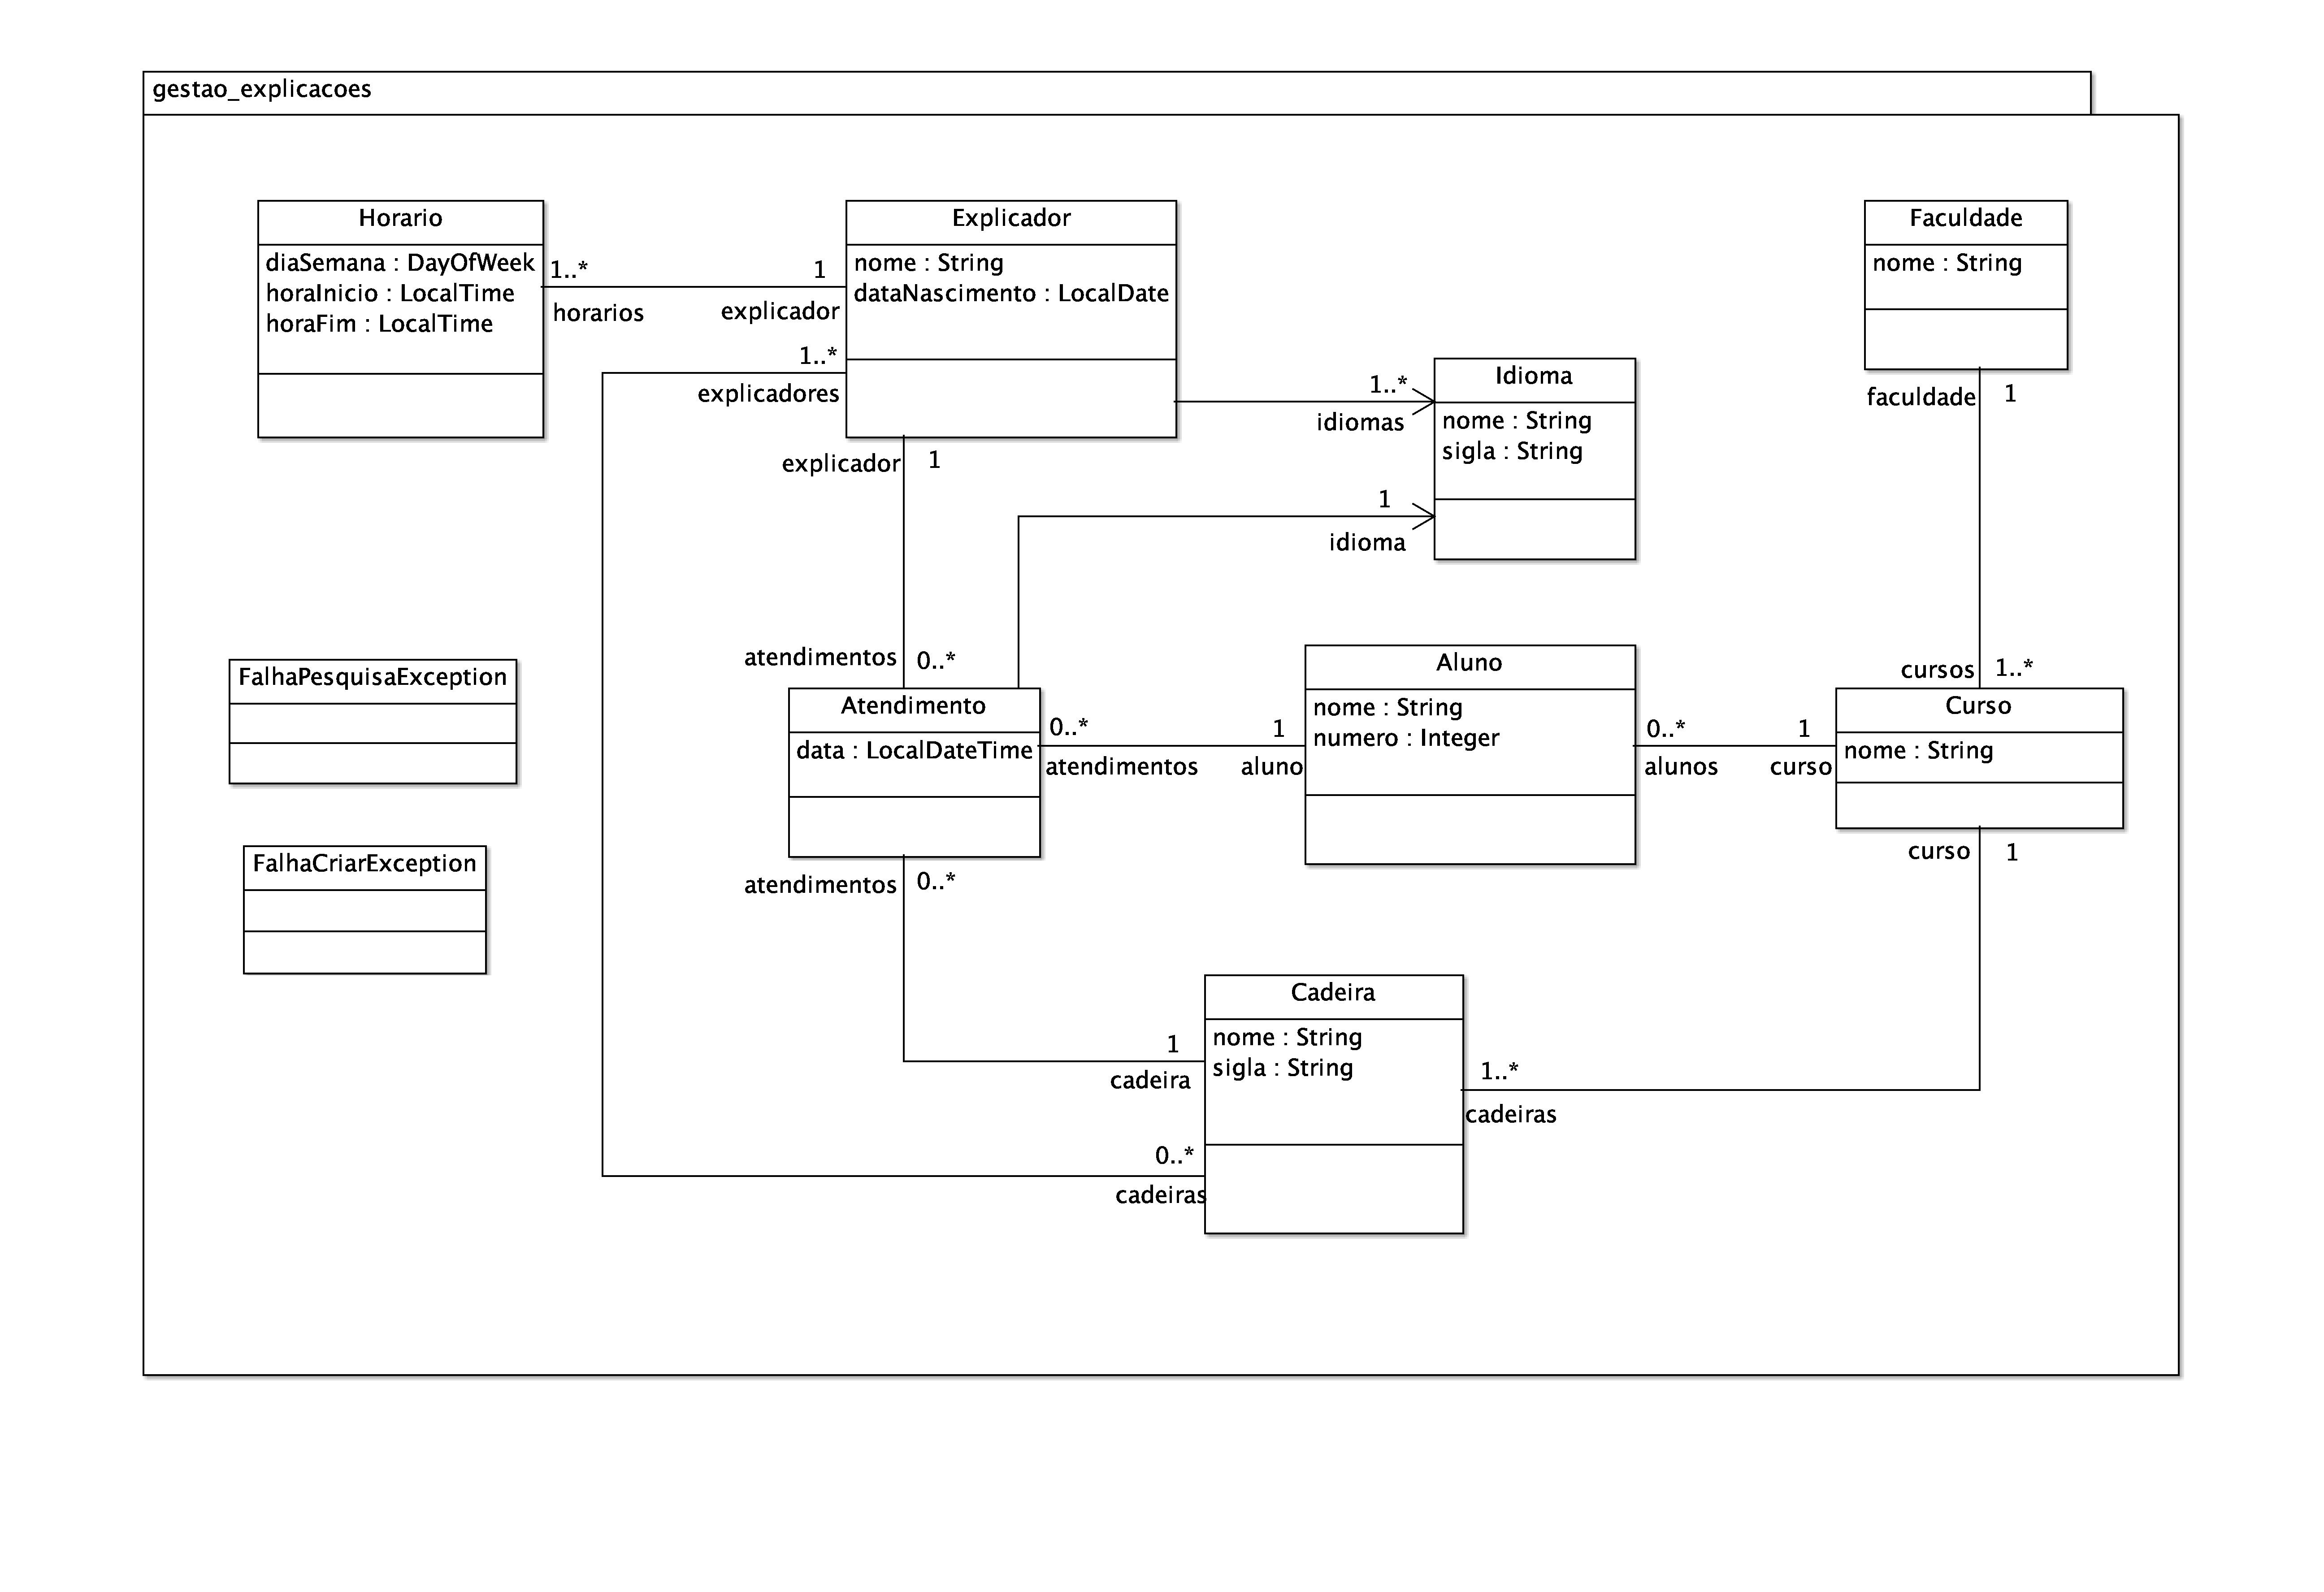 gestao_explicacoes
Horario
diaSemana : DayOfWeek
horaInicio : LocalTime
horaFim : LocalTime
1..*
horarios
1
explicador
Explicador
nome : String
dataNascimento : LocalDate
1..*
explicadores
explicador
1
1..*
idiomas
Idioma
nome : String
sigla : String
1
idioma
Faculdade
nome : String
faculdade
1
cursos
1..*
atendimentos
0..*
FalhaPesquisaException
FalhaCriarException
Atendimento
data : LocalDateTime
0..*
atendimentos
1
aluno
Aluno
nome : String
numero : Integer
0..*
alunos
1
curso
Curso
nome : String
curso
1
atendimentos
0..*
1
cadeira
Cadeira
nome : String
sigla : String
1..*
cadeiras
0..*
cadeiras